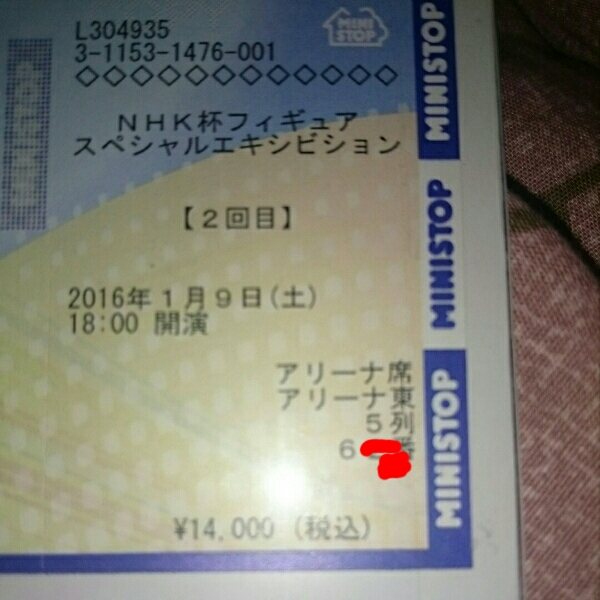 L304935
3-1153-1476-001
◇◇◇◇◇◇◇◇◇◇◇◇◇
NHK杯フィギュア
スペシャルエキシビション
【2回目】
2016年1月9日(土)
18:00 開演
アリーナ席
アリーナ東
5列
6 番
¥14,000 (税込)
MINI STOP
MINISTOP
MINISTOP
MINISTOP